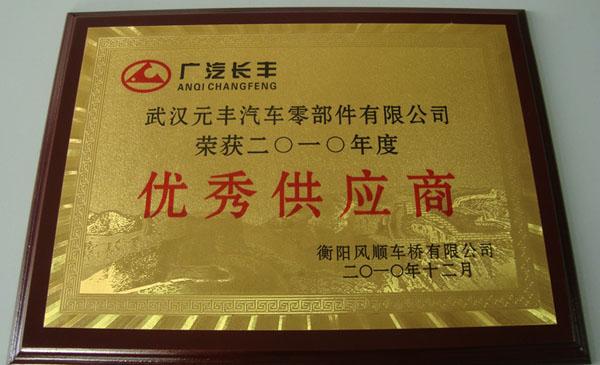 广汽长丰
ANQICHANGFENG
武汉元丰汽车零部件有限公司
荣获二〇一〇年度
优秀供应商
衡阳风顺车桥有限公司
二〇一〇年十二月